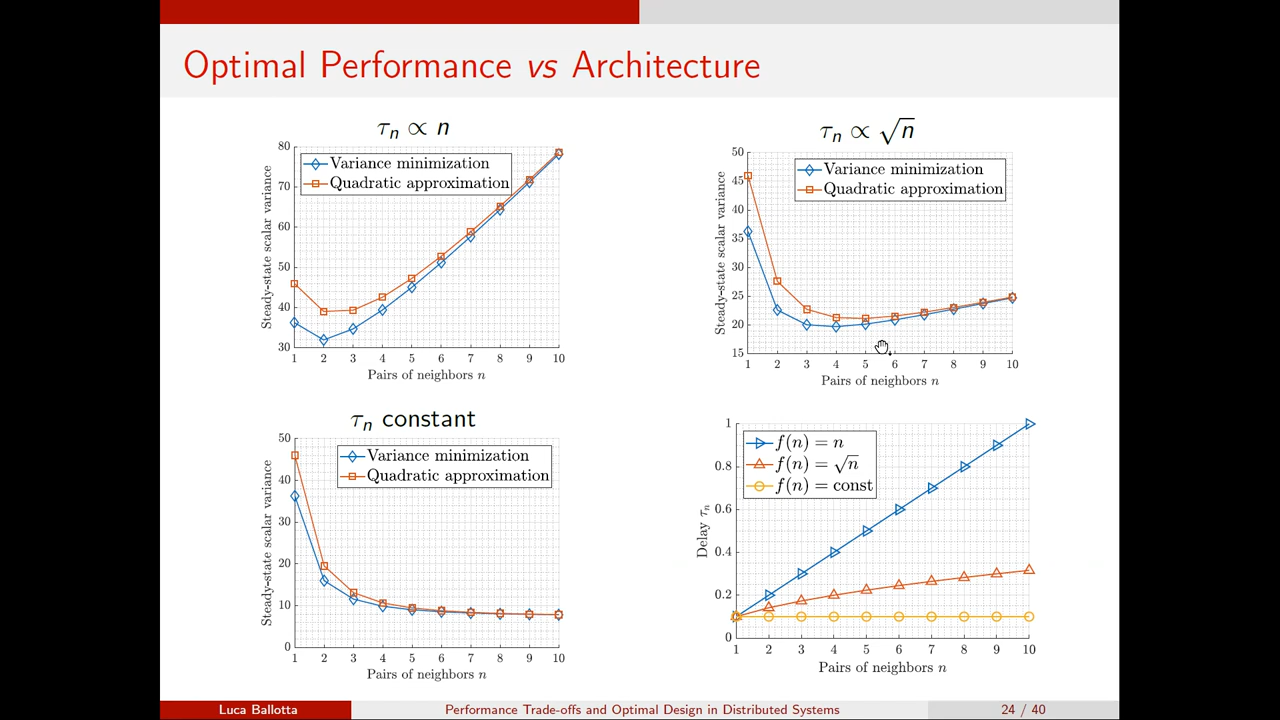 Optimal Performance vs Architecture
τn ∝ n
80
70
60
50
40
30
Steady-state scalar variance
Variance minimization
Quadratic approximation
1 2 3 4 5 6 7 8 9 10
Pairs of neighbors n
τn ∝ √n
50
45
40
35
30
25
20
15
Steady-state scalar variance
Variance minimization
Quadratic approximation
1 2 3 4 5 6 7 8 9 10
Pairs of neighbors n
τn constant
50
40
30
20
10
0
Steady-state scalar variance
Variance minimization
Quadratic approximation
1 2 3 4 5 6 7 8 9 10
Pairs of neighbors n
1
0.8
0.6
0.4
0.2
0
Delay τn
f(n) = n
f(n) = √n
f(n) = const
1 2 3 4 5 6 7 8 9 10
Pairs of neighbors n
Luca Ballotta
Performance Trade-offs and Optimal Design in Distributed Systems
24 / 40